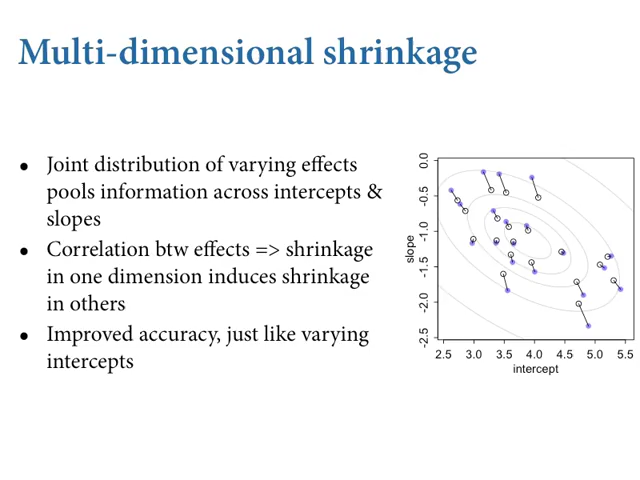 Multi-dimensional shrinkage
• Joint distribution of varying effects
pools information across intercepts &
slopes
• Correlation btw effects => shrinkage
in one dimension induces shrinkage
in others
• Improved accuracy, just like varying
intercepts
0.0
-0.5
-1.0
-1.5
-2.0
-2.5
slope
2.5 3.0 3.5 4.0 4.5 5.0 5.5
intercept